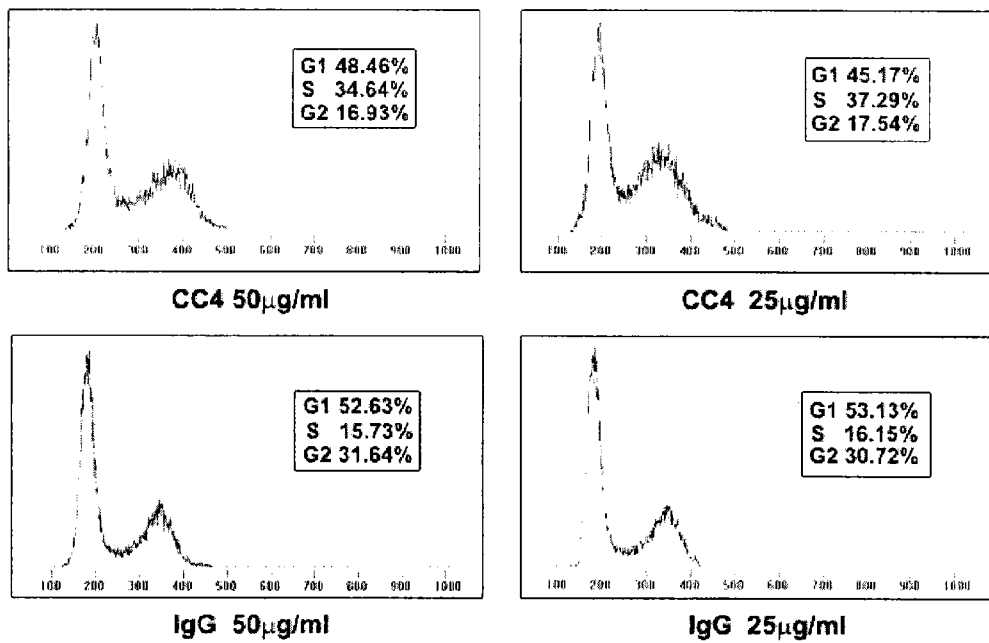 G1 48.46%
S 34.64%
G2 16.93%
100 200 300 400 500 600 700 800 900 1000
CC4 50μg/ml
G1 45.17%
S 37.29%
G2 17.54%
100 200 300 400 500 600 700 800 900 1000
CC4 25μg/ml
G1 52.63%
S 15.73%
G2 31.64%
100 200 300 400 500 600 700 800 900 1000
IgG 50μg/ml
G1 53.13%
S 16.15%
G2 30.72%
100 200 300 400 500 600 700 800 900 1000
IgG 25μg/ml